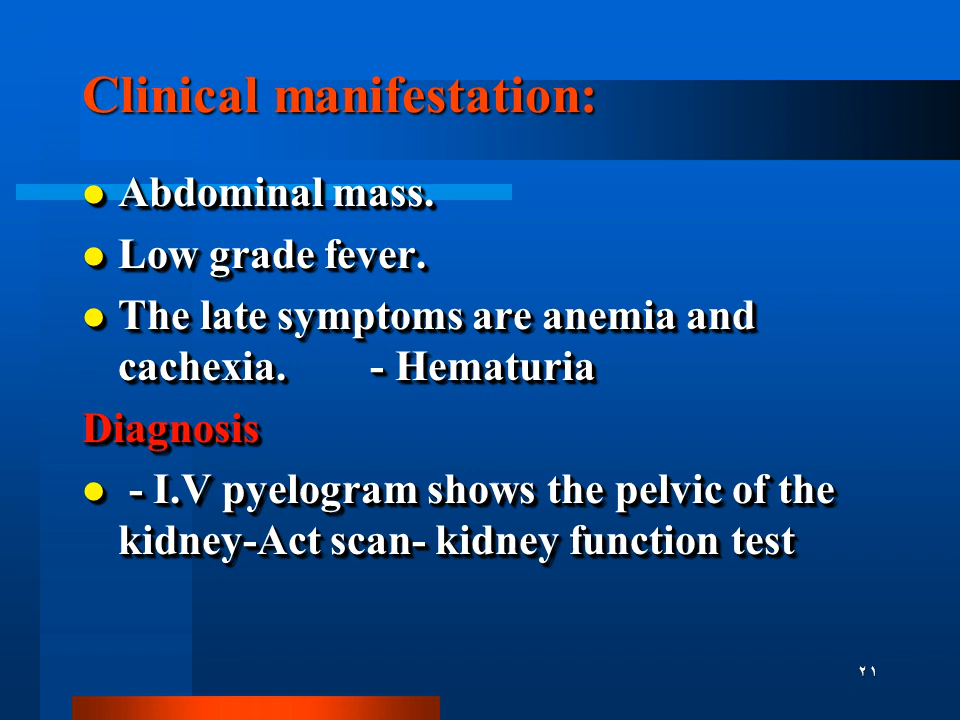 Clinical manifestation:
● Abdominal mass.
● Low grade fever.
● The late symptoms are anemia and
cachexia. - Hematuria
Diagnosis
● - I.V pyelogram shows the pelvic of the
kidney-Act scan- kidney function test
٢١